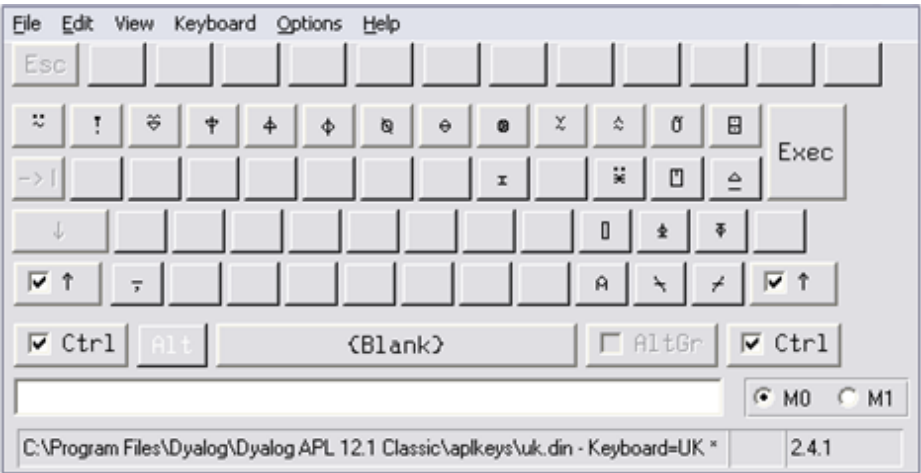 File Edit View Keyboard Options Help
Esc
⍨ ! ⍢ ⍒ ⍋ ⌽ ⍉ ⊖ ⍟ ⍱ ⍲ ⍥ ⌹ Exec
->| ⌶ ⍣ ⍞ ⍙
↓ ⌷ ⍎ ⍕
↑ ⍪ ⍝ ⍀ ⌿ ↑
Ctrl Alt {Blank} AltGr Ctrl
M0 M1
C:\Program Files\Dyalog\Dyalog APL 12.1 Classic\aplkeys\uk.din - Keyboard=UK * 2.4.1